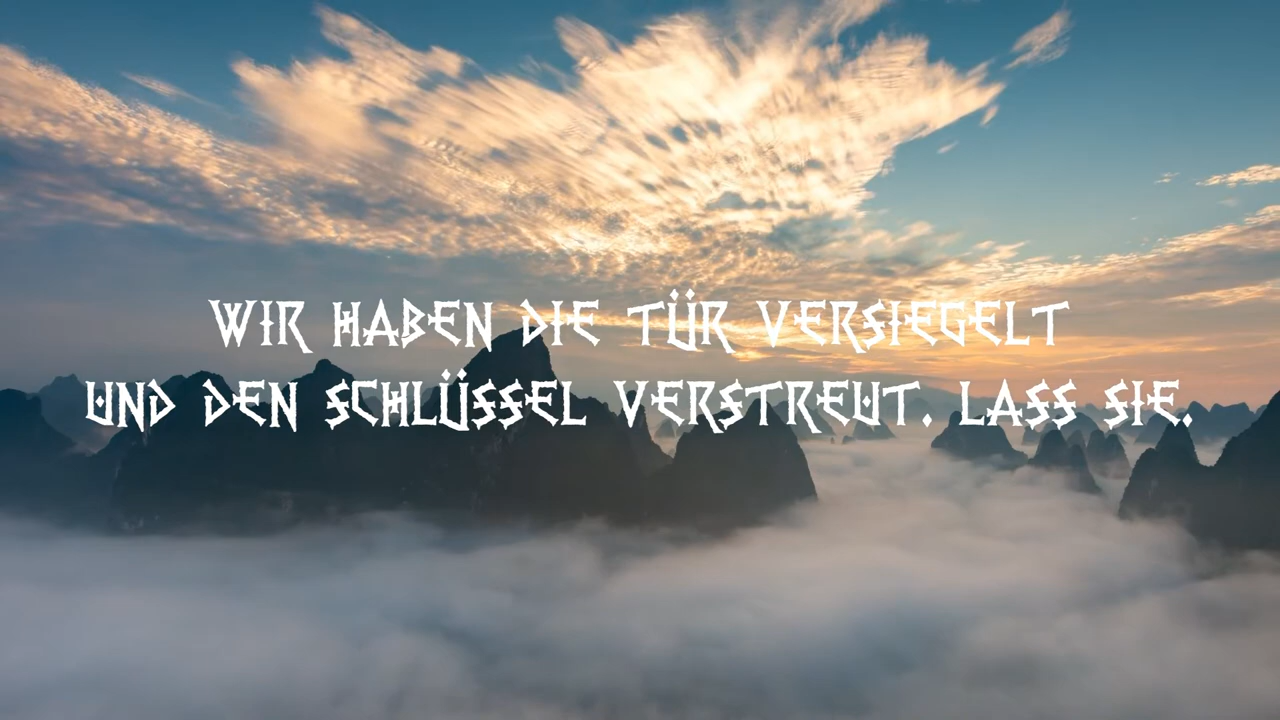 WIR HABEN DIE TÜR VERSIEGELT
UND DEN SCHLÜSSEL VERSTREUT. LASS SIE.